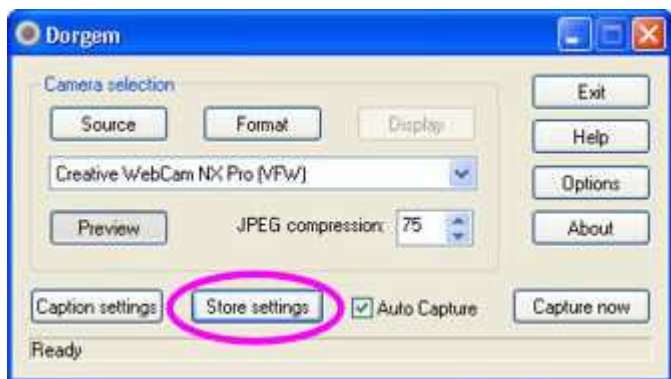 Dorgem
Camera selection
Exit
Source Format Display
Help
Creative WebCam NX Pro (VFW)
Options
Preview JPEG compression: 75
About
Caption settings Store settings Auto Capture Capture now
Ready